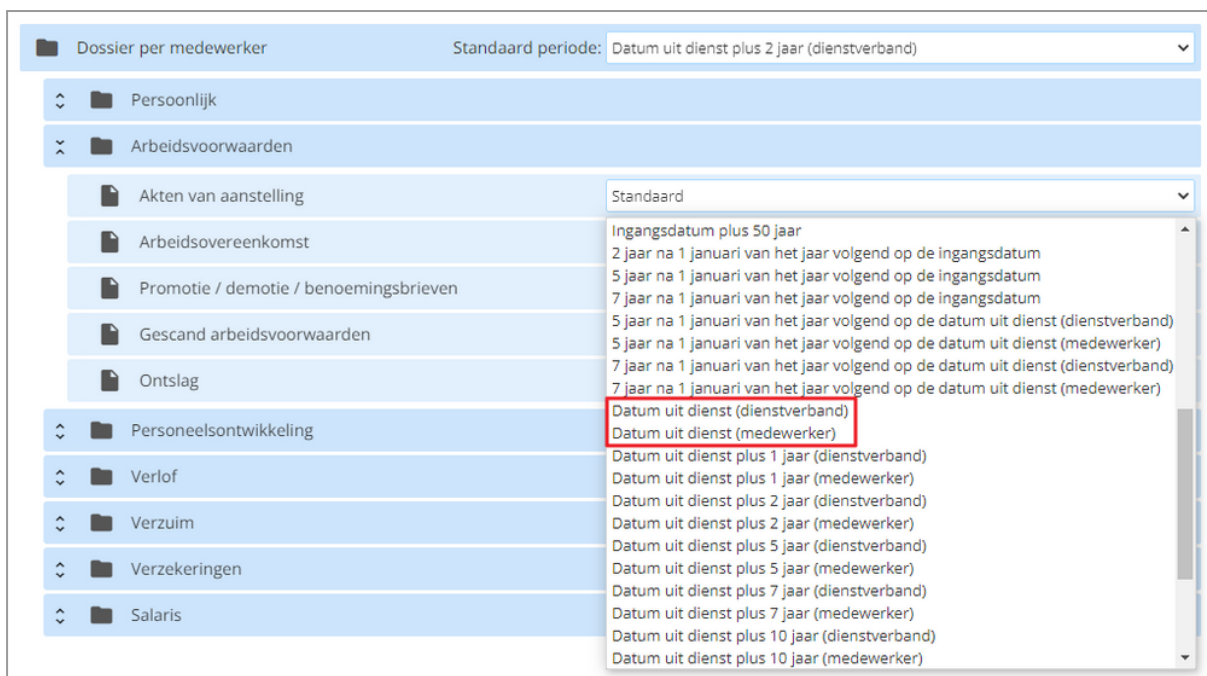 Dossier per medewerker Standaard periode: Datum uit dienst plus 2 jaar (dienstverband)
Persoonlijk
Arbeidsvoorwaarden
Akten van aanstelling Standaard
Arbeidsovereenkomst
Promotie / demotie / benoemingsbrieven
Gescand arbeidsvoorwaarden
Ontslag
Personeelsontwikkeling
Verlof
Verzuim
Verzekeringen
Salaris
Ingangsdatum plus 50 jaar
2 jaar na 1 januari van het jaar volgend op de ingangsdatum
5 jaar na 1 januari van het jaar volgend op de ingangsdatum
7 jaar na 1 januari van het jaar volgend op de ingangsdatum
5 jaar na 1 januari van het jaar volgend op de datum uit dienst (dienstverband)
5 jaar na 1 januari van het jaar volgend op de datum uit dienst (medewerker)
7 jaar na 1 januari van het jaar volgend op de datum uit dienst (dienstverband)
7 jaar na 1 januari van het jaar volgend op de datum uit dienst (medewerker)
Datum uit dienst (dienstverband)
Datum uit dienst (medewerker)
Datum uit dienst plus 1 jaar (dienstverband)
Datum uit dienst plus 1 jaar (medewerker)
Datum uit dienst plus 2 jaar (dienstverband)
Datum uit dienst plus 2 jaar (medewerker)
Datum uit dienst plus 5 jaar (dienstverband)
Datum uit dienst plus 5 jaar (medewerker)
Datum uit dienst plus 7 jaar (dienstverband)
Datum uit dienst plus 7 jaar (medewerker)
Datum uit dienst plus 10 jaar (dienstverband)
Datum uit dienst plus 10 jaar (medewerker)